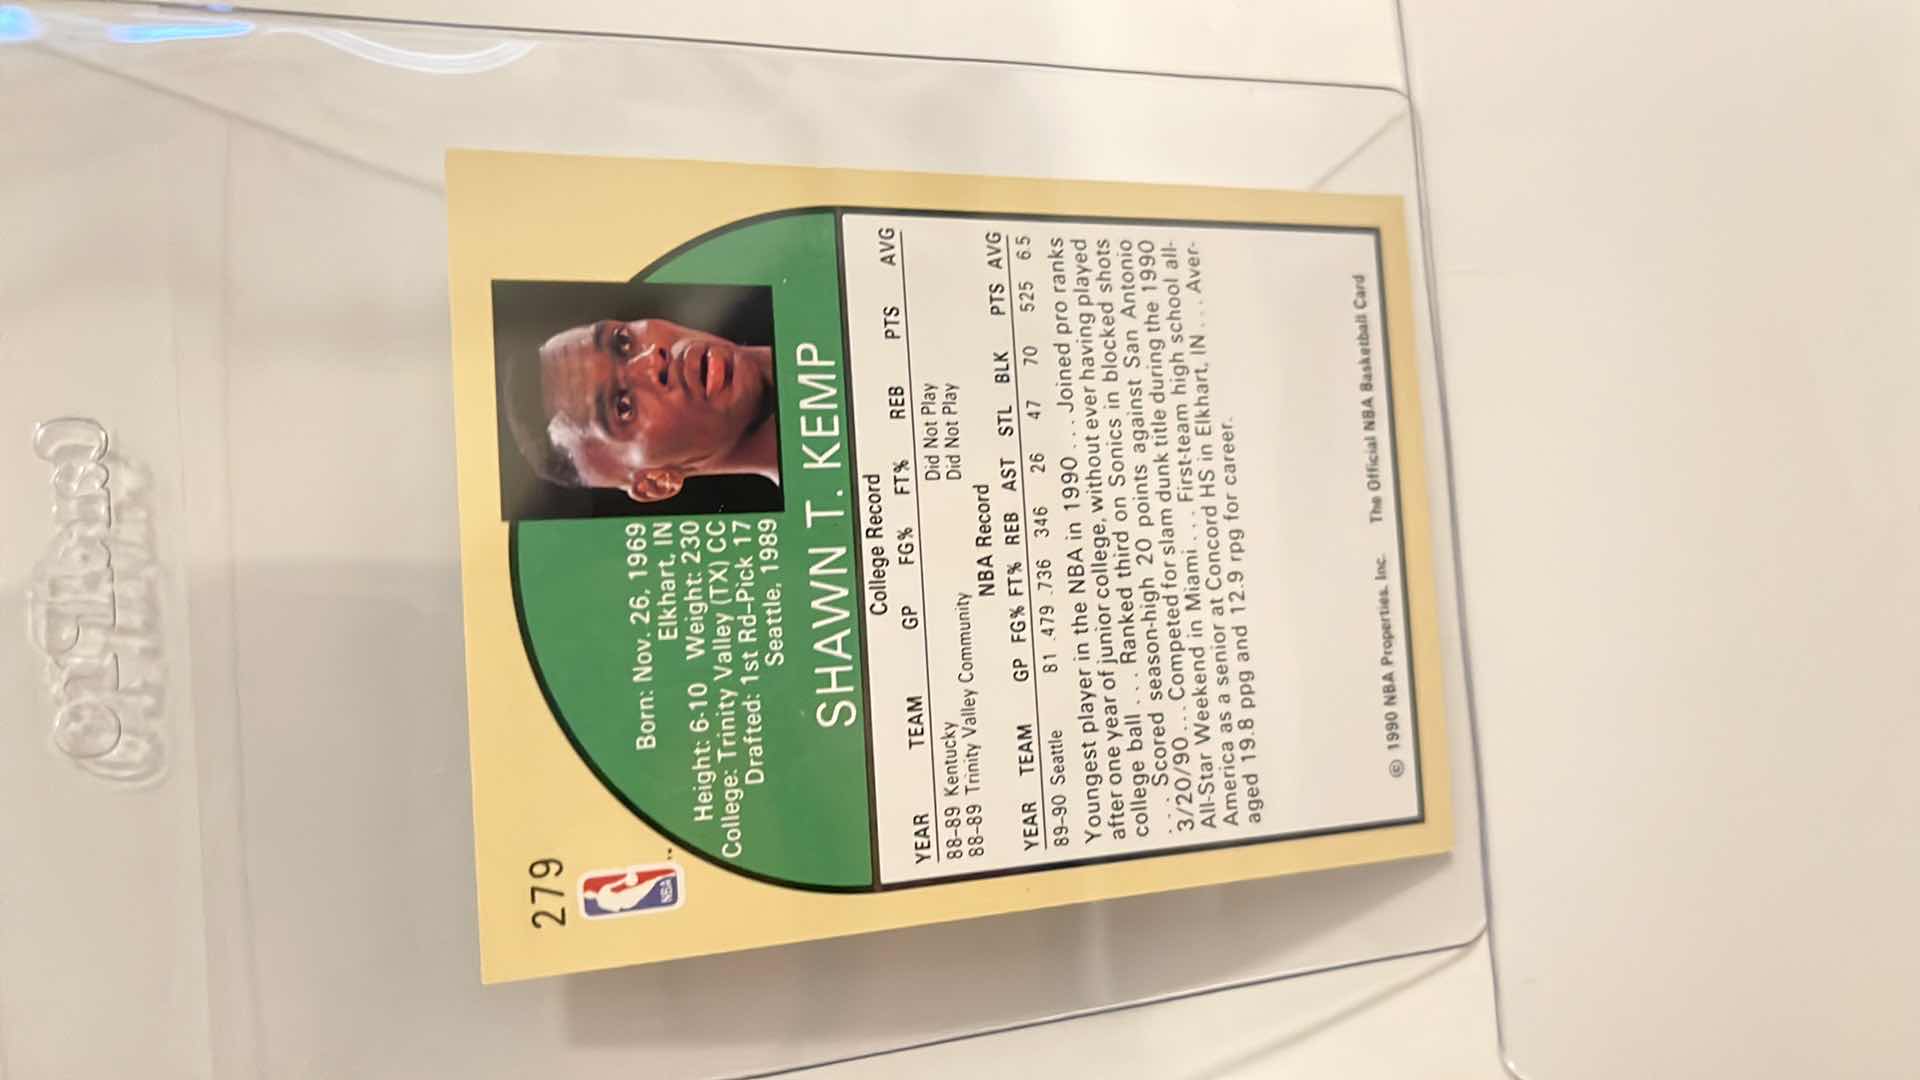 279
NBA
Born: Nov. 26, 1969
Elkhart, IN
Height: 6-10 Weight: 230
College: Trinity Valley (TX) CC
Drafted: 1st Rd-Pick 17
Seattle, 1989
SHAWN T. KEMP
College Record
YEAR TEAM GP FG% FT% REB PTS AVG
88-89 Kentucky Did Not Play
88-89 Trinity Valley Community Did Not Play
NBA Record
YEAR TEAM GP FG% FT% REB AST STL BLK PTS AVG
89-90 Seattle 81 .479 .736 346 26 47 70 525 6.5
Youngest player in the NBA in 1990 . . . Joined pro ranks
after one year of junior college, without ever having played
college ball . . . Ranked third on Sonics in blocked shots
. . . Scored season-high 20 points against San Antonio
3/20/90 . . . Competed for slam dunk title during the 1990
All-Star Weekend in Miami . . . First-team high school all-
America as a senior at Concord HS in Elkhart, IN . . . Aver-
aged 19.8 ppg and 12.9 rpg for career.
© 1990 NBA Properties, Inc. The Official NBA Basketball Card